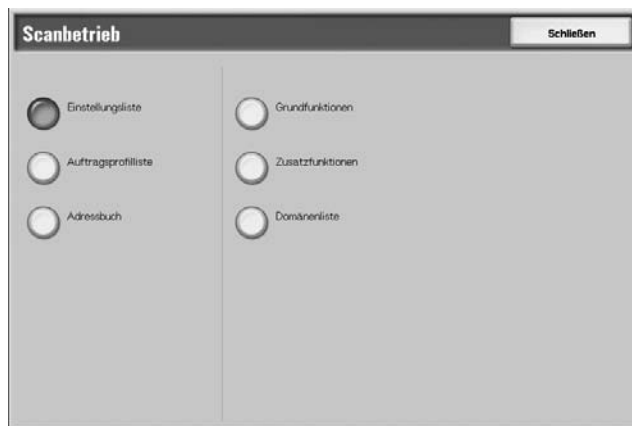 Scanbetrieb
Schließen
Einstellungsliste
Auftragsprofilliste
Adressbuch
Grundfunktionen
Zusatzfunktionen
Domänenliste